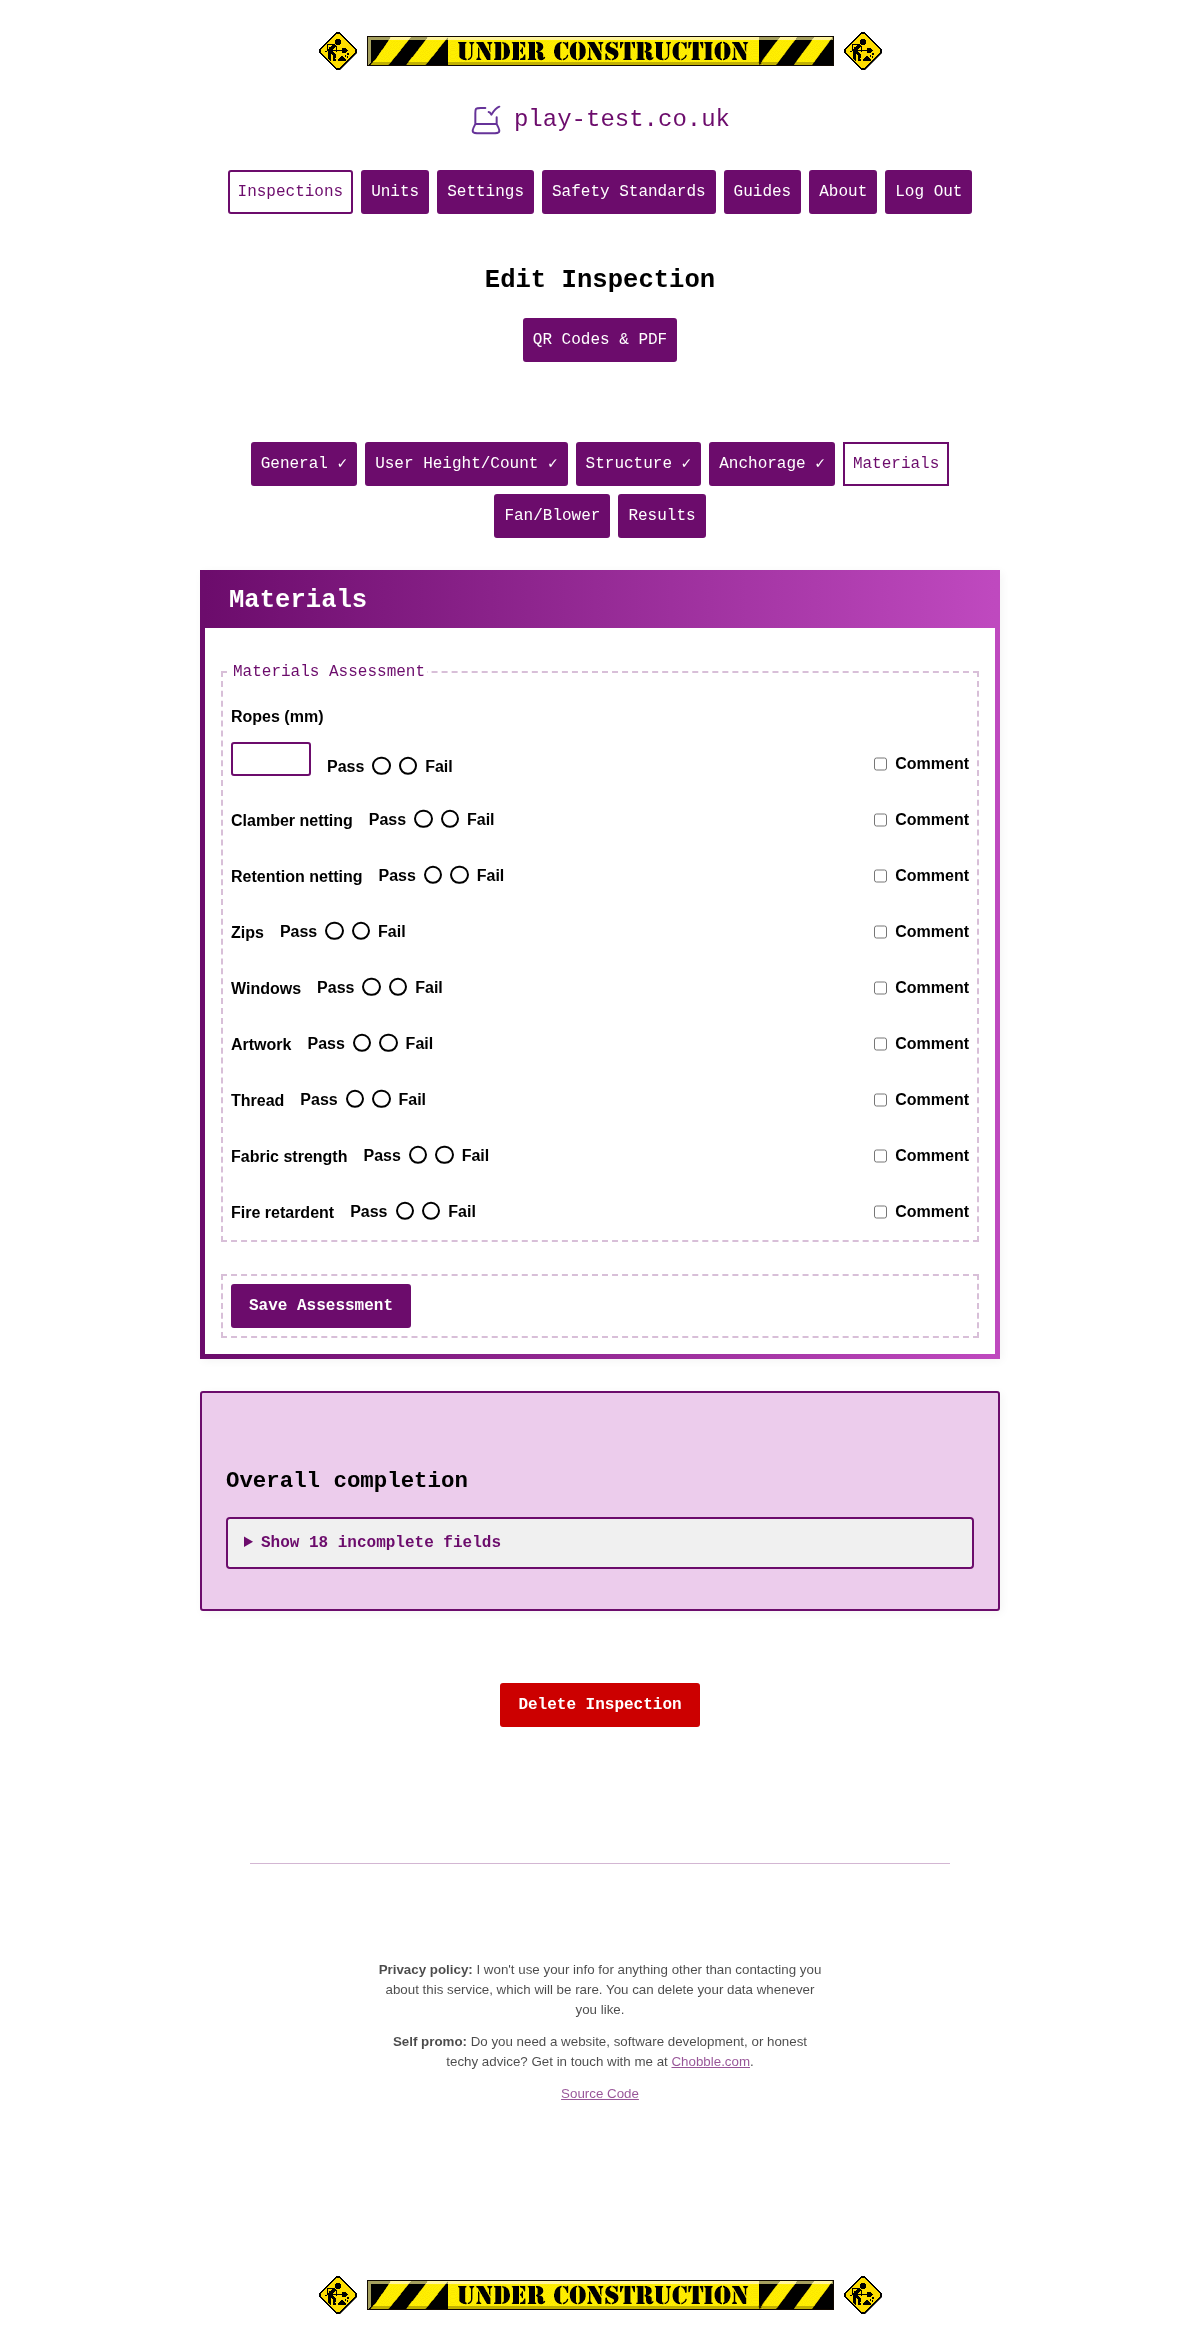 UNDER CONSTRUCTION
play-test.co.uk
Inspections Units Settings Safety Standards Guides About Log Out
Edit Inspection
QR Codes & PDF
General ✓ User Height/Count ✓ Structure ✓ Anchorage ✓ Materials
Fan/Blower Results
Materials
Materials Assessment
Ropes (mm)
Pass Fail Comment
Clamber netting Pass Fail Comment
Retention netting Pass Fail Comment
Zips Pass Fail Comment
Windows Pass Fail Comment
Artwork Pass Fail Comment
Thread Pass Fail Comment
Fabric strength Pass Fail Comment
Fire retardent Pass Fail Comment
Save Assessment
Overall completion
Show 18 incomplete fields
Delete Inspection
Privacy policy: I won't use your info for anything other than contacting you
about this service, which will be rare. You can delete your data whenever
you like.
Self promo: Do you need a website, software development, or honest
techy advice? Get in touch with me at Chobble.com.
Source Code
UNDER CONSTRUCTION